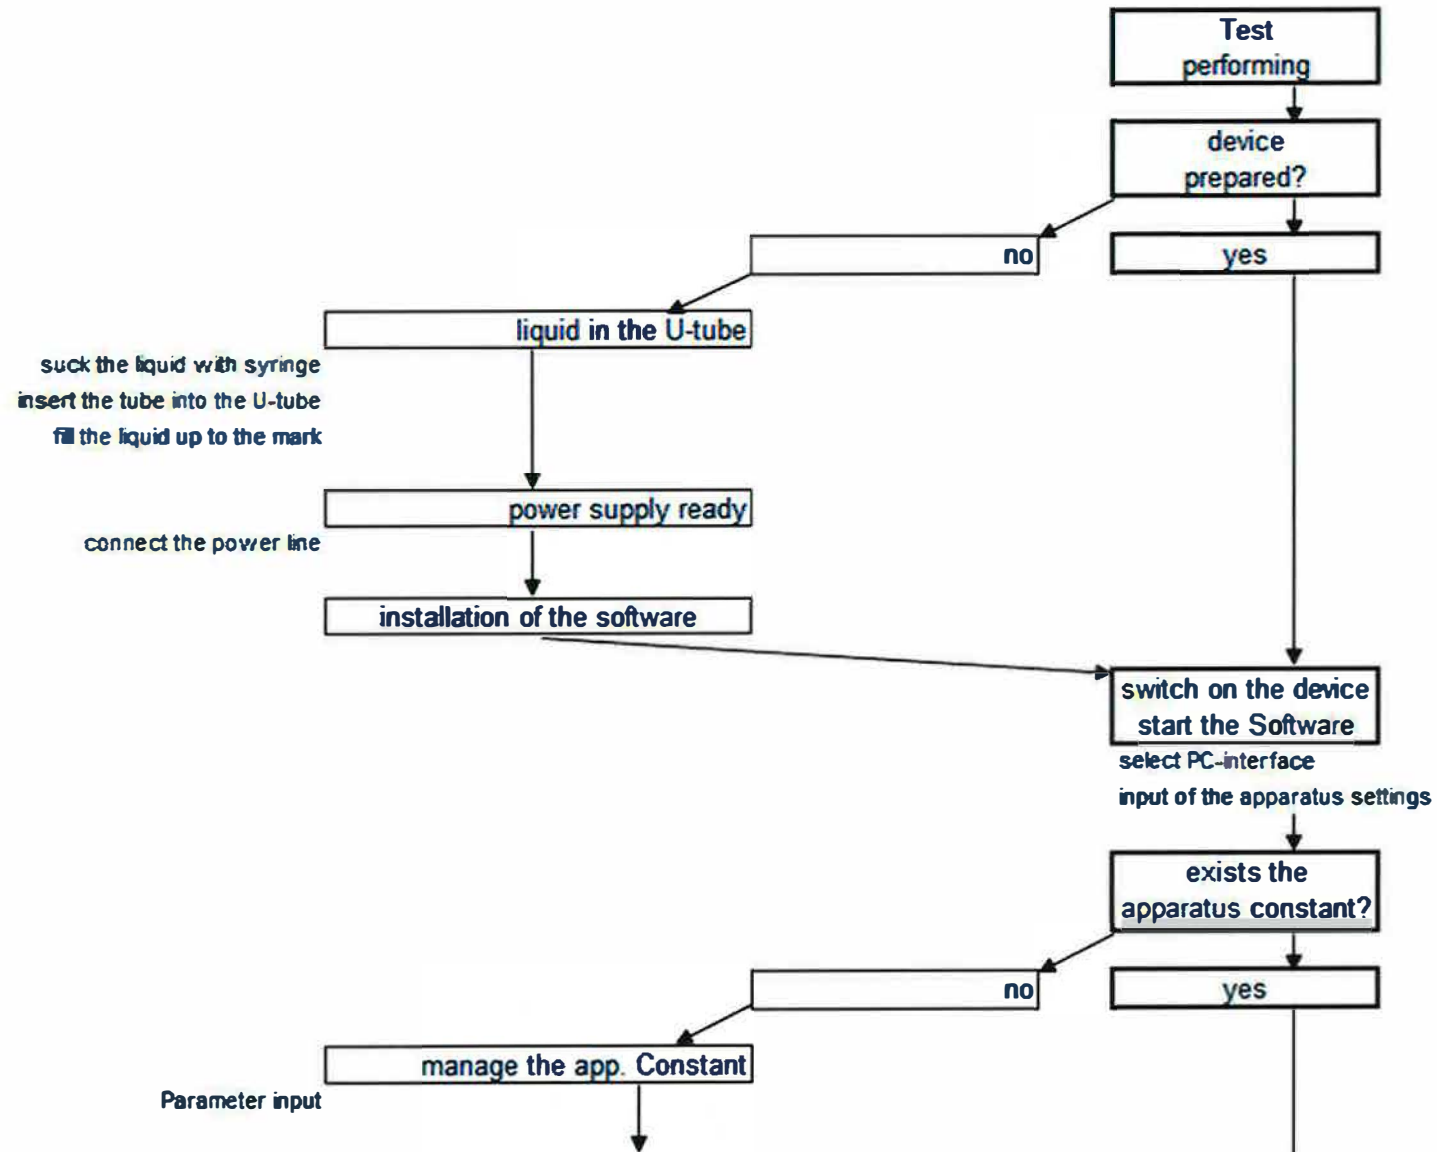 Test
performing
device
prepared?
no
yes
liquid in the U-tube
suck the liquid with syringe
insert the tube into the U-tube
fill the liquid up to the mark
power supply ready
connect the power line
installation of the software
switch on the device
start the Software
select PC-interface
input of the apparatus settings
exists the
apparatus constant?
no
yes
manage the app. Constant
Parameter input